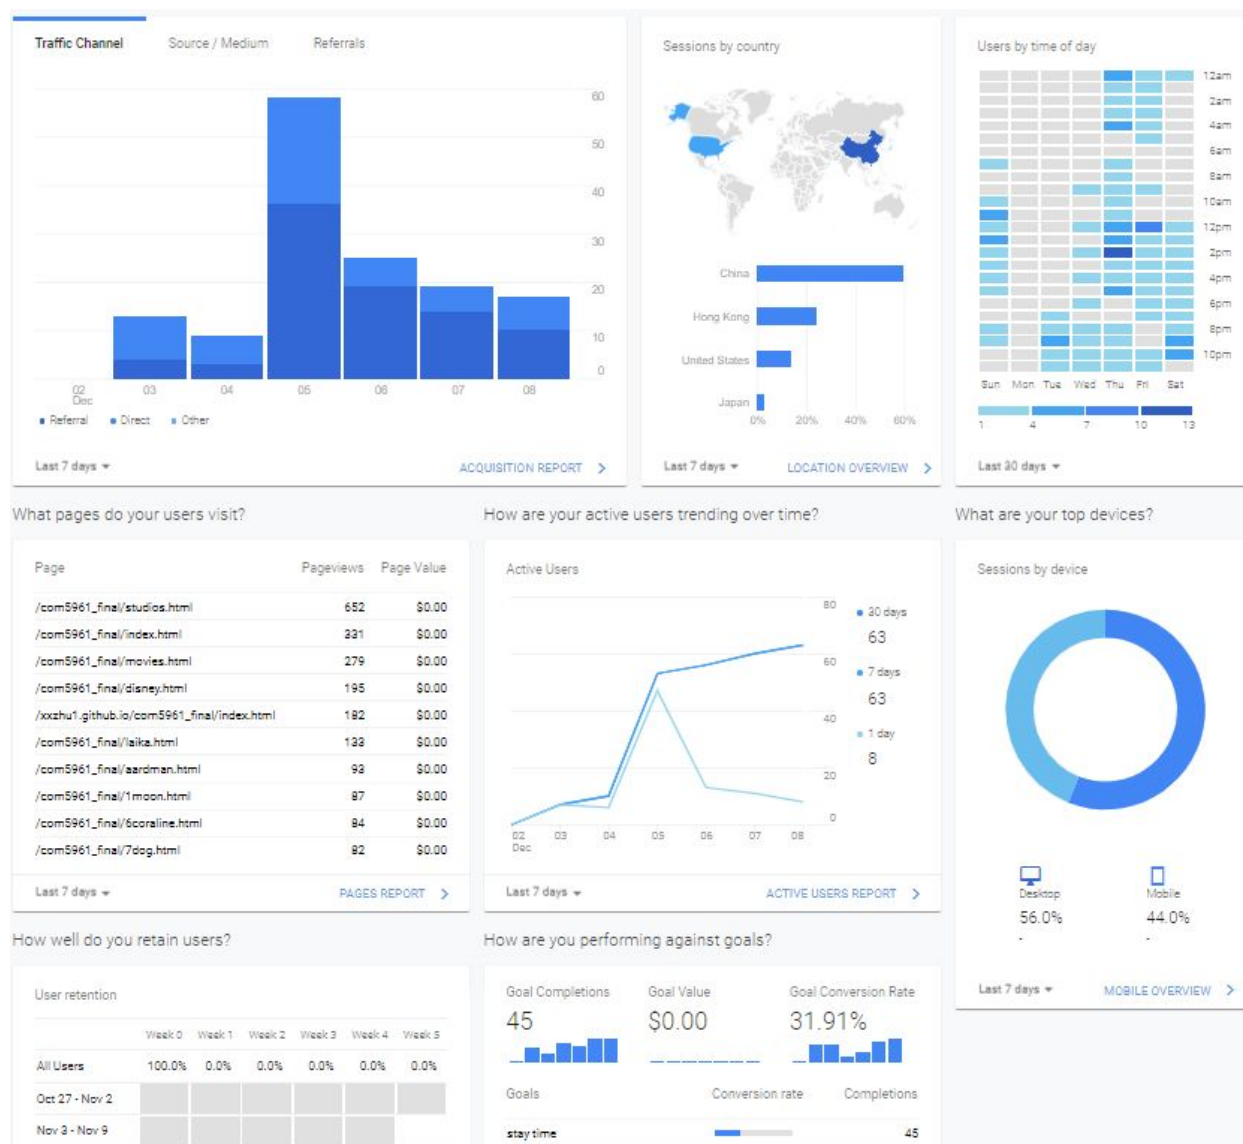 Traffic Channel Source / Medium Referrals
60
50
40
30
20
10
0
02 03 04 05 06 07 08
Dec
Referral Direct Other
Last 7 days ACQUISITION REPORT
Sessions by country
China
Hong Kong
United States
Japan
0% 20% 40% 60%
Last 7 days LOCATION OVERVIEW
Users by time of day
12am
2am
4am
6am
8am
10am
12pm
2pm
4pm
6pm
8pm
10pm
Sun Mon Tue Wed Thu Fri Sat
1 4 7 10 13
Last 30 days
What pages do your users visit?
Page Pageviews Page Value
/com5961_final/studios.html 652 $0.00
/com5961_final/index.html 331 $0.00
/com5961_final/movies.html 279 $0.00
/com5961_final/disney.html 195 $0.00
/xxzhu1.github.io/com5961_final/index.html 182 $0.00
/com5961_final/laika.html 133 $0.00
/com5961_final/aardman.html 93 $0.00
/com5961_final/1moon.html 87 $0.00
/com5961_final/6coraline.html 84 $0.00
/com5961_final/7dog.html 82 $0.00
Last 7 days PAGES REPORT
How are your active users trending over time?
Active Users
80
60
40
20
0
02 03 04 05 06 07 08
Dec
30 days
63
7 days
63
1 day
8
Last 7 days ACTIVE USERS REPORT
What are your top devices?
Sessions by device
Desktop Mobile
56.0% 44.0%
- -
Last 7 days MOBILE OVERVIEW
How well do you retain users?
User retention
Week 0 Week 1 Week 2 Week 3 Week 4 Week 5
All Users 100.0% 0.0% 0.0% 0.0% 0.0% 0.0%
Oct 27 - Nov 2
Nov 3 - Nov 9
How are you performing against goals?
Goal Completions Goal Value Goal Conversion Rate
45 $0.00 31.91%
Goals Conversion rate Completions
stay time 45